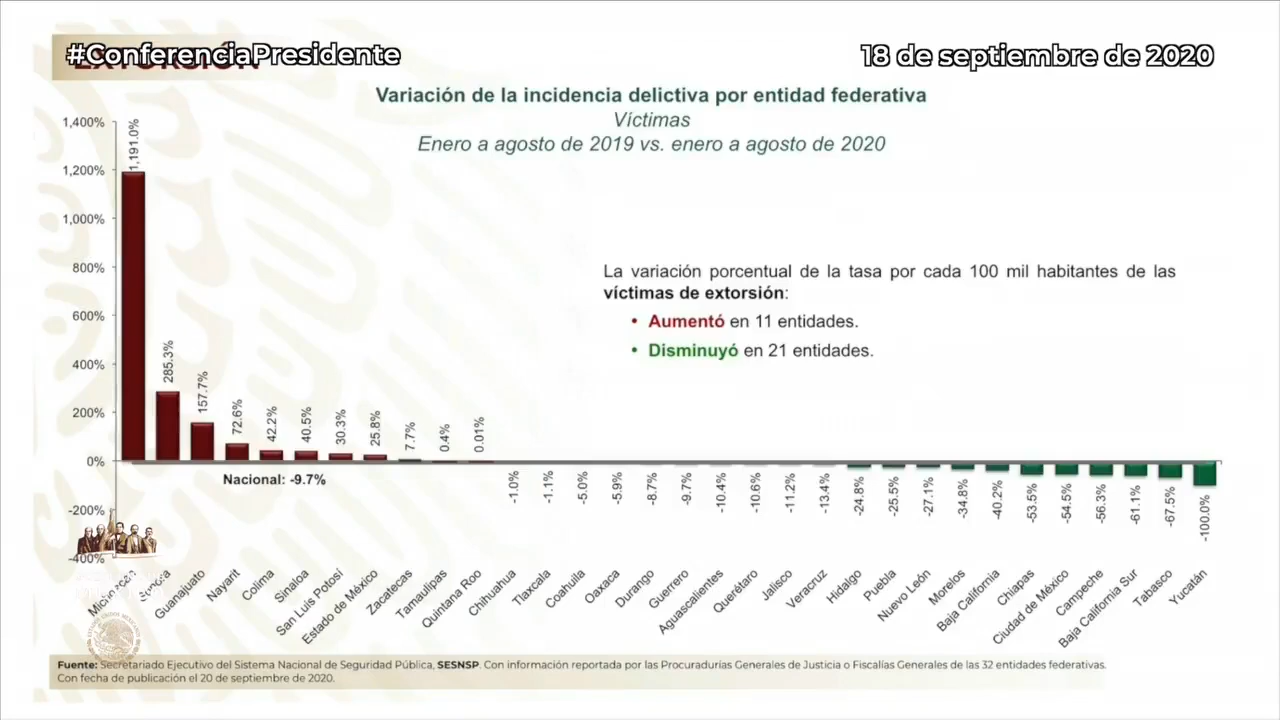 #ConferenciaPresidente
18 de septiembre de 2020
EXTORSIÓN
Variación de la incidencia delictiva por entidad federativa
Víctimas
Enero a agosto de 2019 vs. enero a agosto de 2020
1,400%
1,200%
1,000%
800%
600%
400%
200%
0%
-200%
-400%
1,191.0%
285.3%
157.7%
72.6%
42.2%
40.5%
30.3%
25.8%
7.7%
0.4%
0.01%
-1.0%
-1.1%
-5.0%
-5.9%
-8.7%
-9.7%
-10.4%
-10.6%
-11.2%
-13.4%
-24.8%
-25.5%
-27.1%
-34.8%
-40.2%
-53.5%
-54.5%
-56.3%
-61.1%
-67.5%
-100.0%
La variación porcentual de la tasa por cada 100 mil habitantes de las
víctimas de extorsión:
• Aumentó en 11 entidades.
• Disminuyó en 21 entidades.
Nacional: -9.7%
Michoacán
Sonora
Guanajuato
Nayarit
Colima
Sinaloa
San Luis Potosí
Estado de México
Zacatecas
Tamaulipas
Quintana Roo
Chihuahua
Tlaxcala
Coahuila
Oaxaca
Durango
Guerrero
Aguascalientes
Querétaro
Jalisco
Veracruz
Hidalgo
Puebla
Nuevo León
Morelos
Baja California
Chiapas
Ciudad de México
Campeche
Baja California Sur
Tabasco
Yucatán
Fuente: Secretariado Ejecutivo del Sistema Nacional de Seguridad Pública, SESNSP. Con información reportada por las Procuradurías Generales de Justicia o Fiscalías Generales de las 32 entidades federativas.
Con fecha de publicación el 20 de septiembre de 2020.